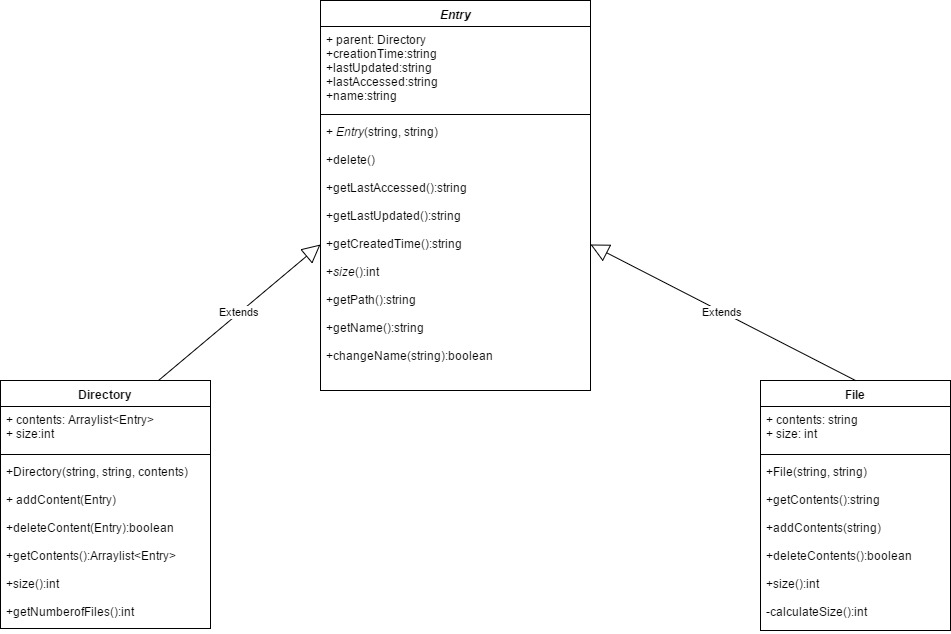 Entry
+ parent: Directory
+creationTime:string
+lastUpdated:string
+lastAccessed:string
+name:string
+ Entry(string, string)
+delete()
+getLastAccessed():string
+getLastUpdated():string
+getCreatedTime():string
+size():int
+getPath():string
+getName():string
+changeName(string):boolean
Extends
Extends
Directory
+ contents: Arraylist<Entry>
+ size:int
+Directory(string, string, contents)
+ addContent(Entry)
+deleteContent(Entry):boolean
+getContents():Arraylist<Entry>
+size():int
+getNumberofFiles():int
File
+ contents: string
+ size: int
+File(string, string)
+getContents():string
+addContents(string)
+deleteContents():boolean
+size():int
-calculateSize():int